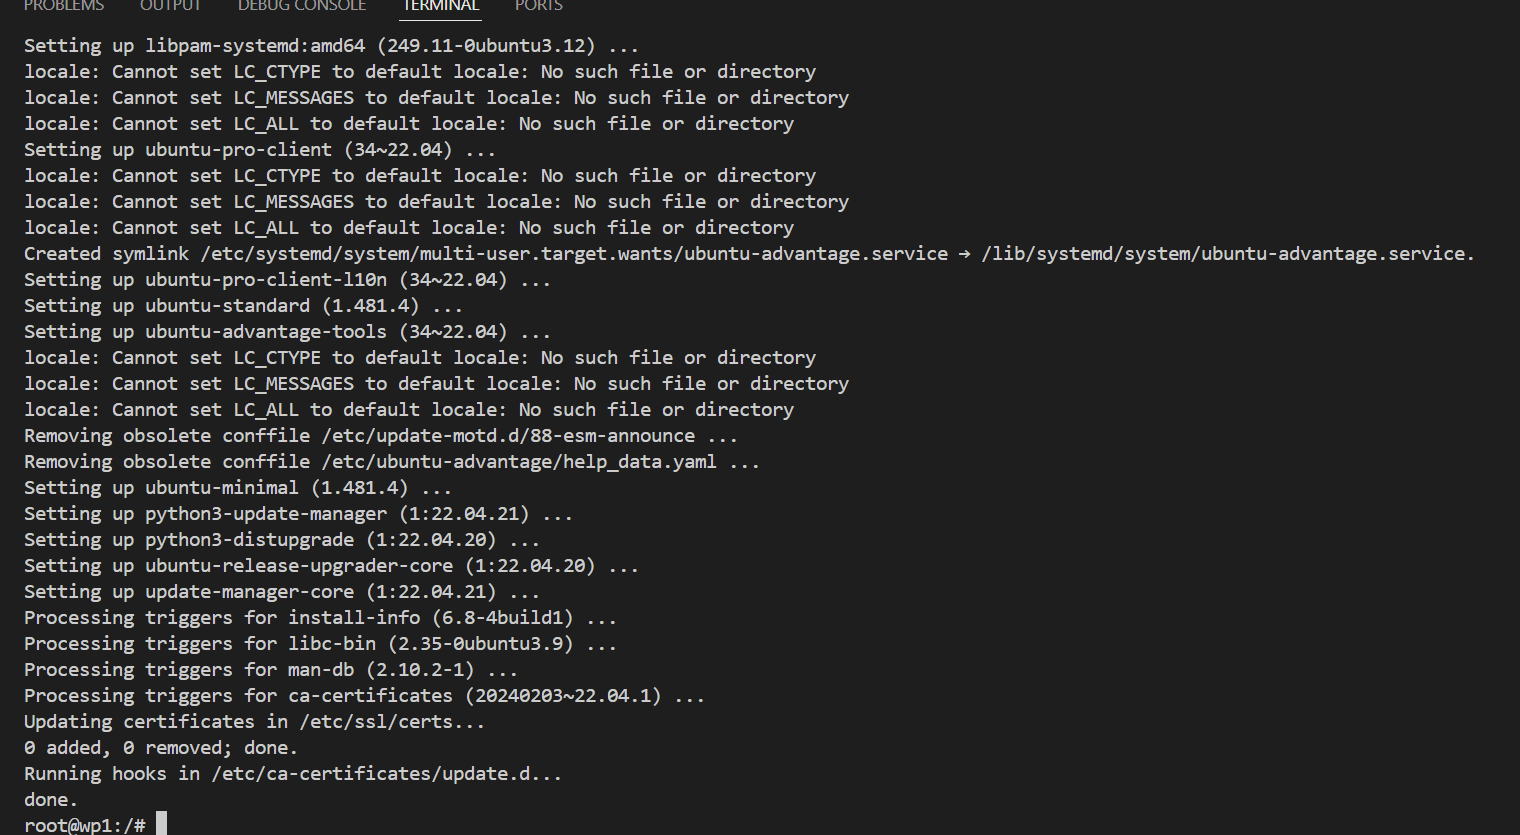 PROBLEMS OUTPUT DEBUG CONSOLE TERMINAL PORTS
Setting up libpam-systemd:amd64 (249.11-0ubuntu3.12) ...
locale: Cannot set LC_CTYPE to default locale: No such file or directory
locale: Cannot set LC_MESSAGES to default locale: No such file or directory
locale: Cannot set LC_ALL to default locale: No such file or directory
Setting up ubuntu-pro-client (34~22.04) ...
locale: Cannot set LC_CTYPE to default locale: No such file or directory
locale: Cannot set LC_MESSAGES to default locale: No such file or directory
locale: Cannot set LC_ALL to default locale: No such file or directory
Created symlink /etc/systemd/system/multi-user.target.wants/ubuntu-advantage.service → /lib/systemd/system/ubuntu-advantage.service.
Setting up ubuntu-pro-client-l10n (34~22.04) ...
Setting up ubuntu-standard (1.481.4) ...
Setting up ubuntu-advantage-tools (34~22.04) ...
locale: Cannot set LC_CTYPE to default locale: No such file or directory
locale: Cannot set LC_MESSAGES to default locale: No such file or directory
locale: Cannot set LC_ALL to default locale: No such file or directory
Removing obsolete conffile /etc/update-motd.d/88-esm-announce ...
Removing obsolete conffile /etc/ubuntu-advantage/help_data.yaml ...
Setting up ubuntu-minimal (1.481.4) ...
Setting up python3-update-manager (1:22.04.21) ...
Setting up python3-distupgrade (1:22.04.20) ...
Setting up ubuntu-release-upgrader-core (1:22.04.20) ...
Setting up update-manager-core (1:22.04.21) ...
Processing triggers for install-info (6.8-4build1) ...
Processing triggers for libc-bin (2.35-0ubuntu3.9) ...
Processing triggers for man-db (2.10.2-1) ...
Processing triggers for ca-certificates (20240203~22.04.1) ...
Updating certificates in /etc/ssl/certs...
0 added, 0 removed; done.
Running hooks in /etc/ca-certificates/update.d...
done.
root@wp1:/#